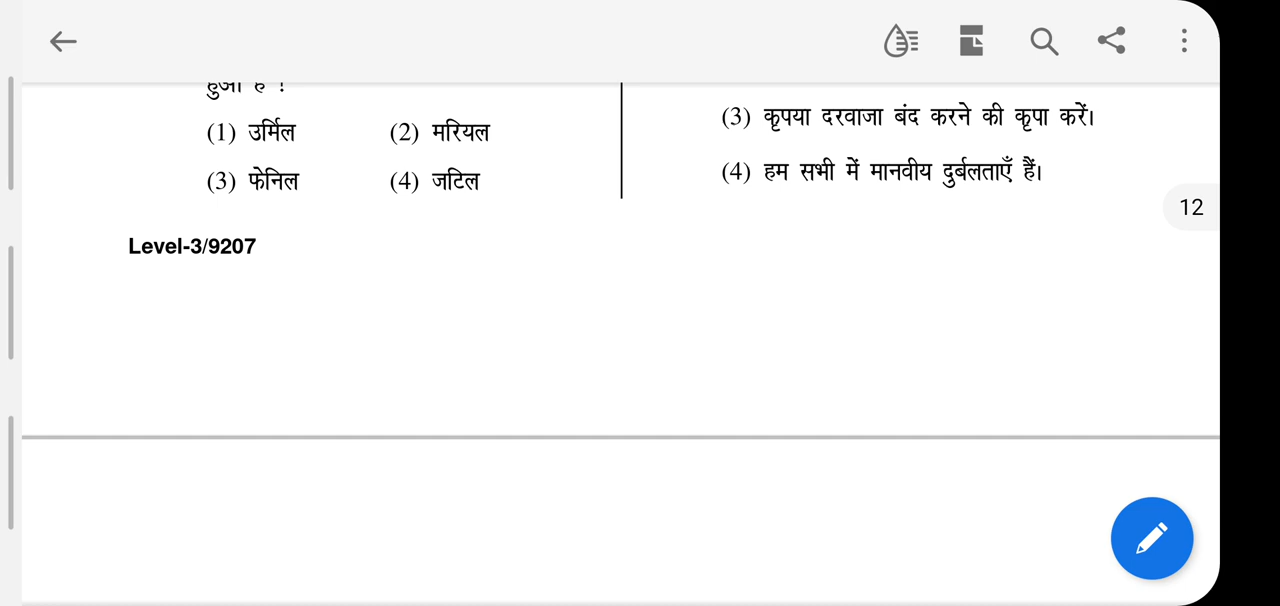 हुआ है ?
(1) उर्मिल (2) मरियल
(3) फेनिल (4) जटिल
(3) कृपया दरवाजा बंद करने की कृपा करें।
(4) हम सभी में मानवीय दुर्बलताएँ हैं।
12
Level-3/9207